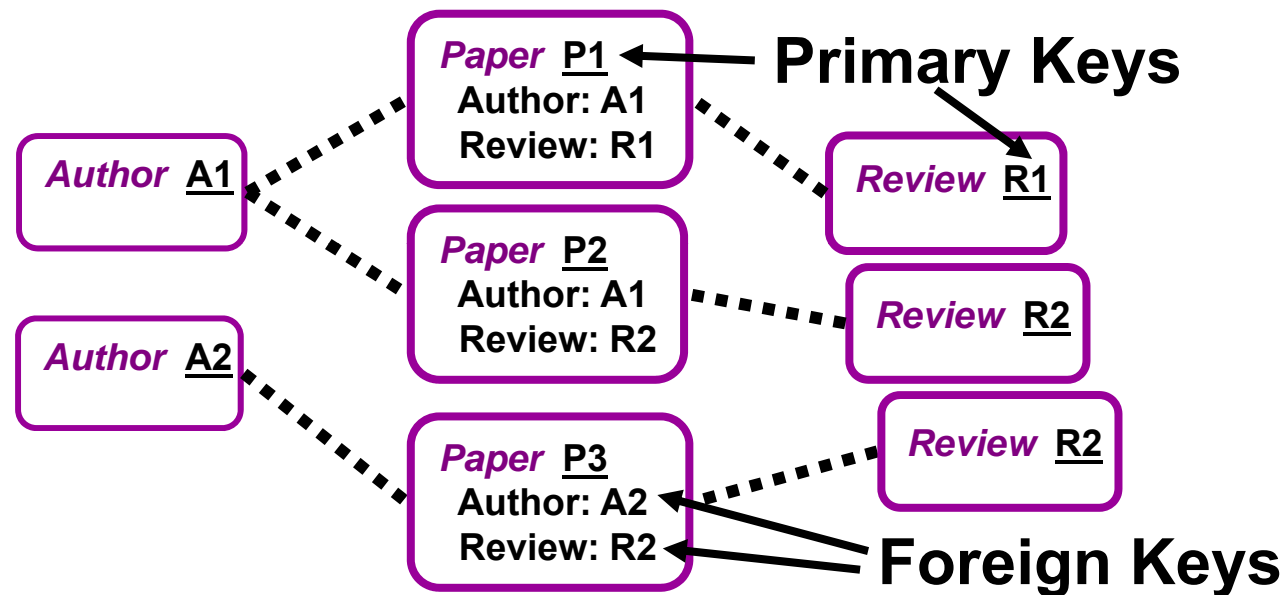 Paper P1
Author: A1
Review: R1
Primary Keys
Author A1
Review R1
Paper P2
Author: A1
Review: R2
Review R2
Author A2
Paper P3
Author: A2
Review: R2
Review R2
Foreign Keys